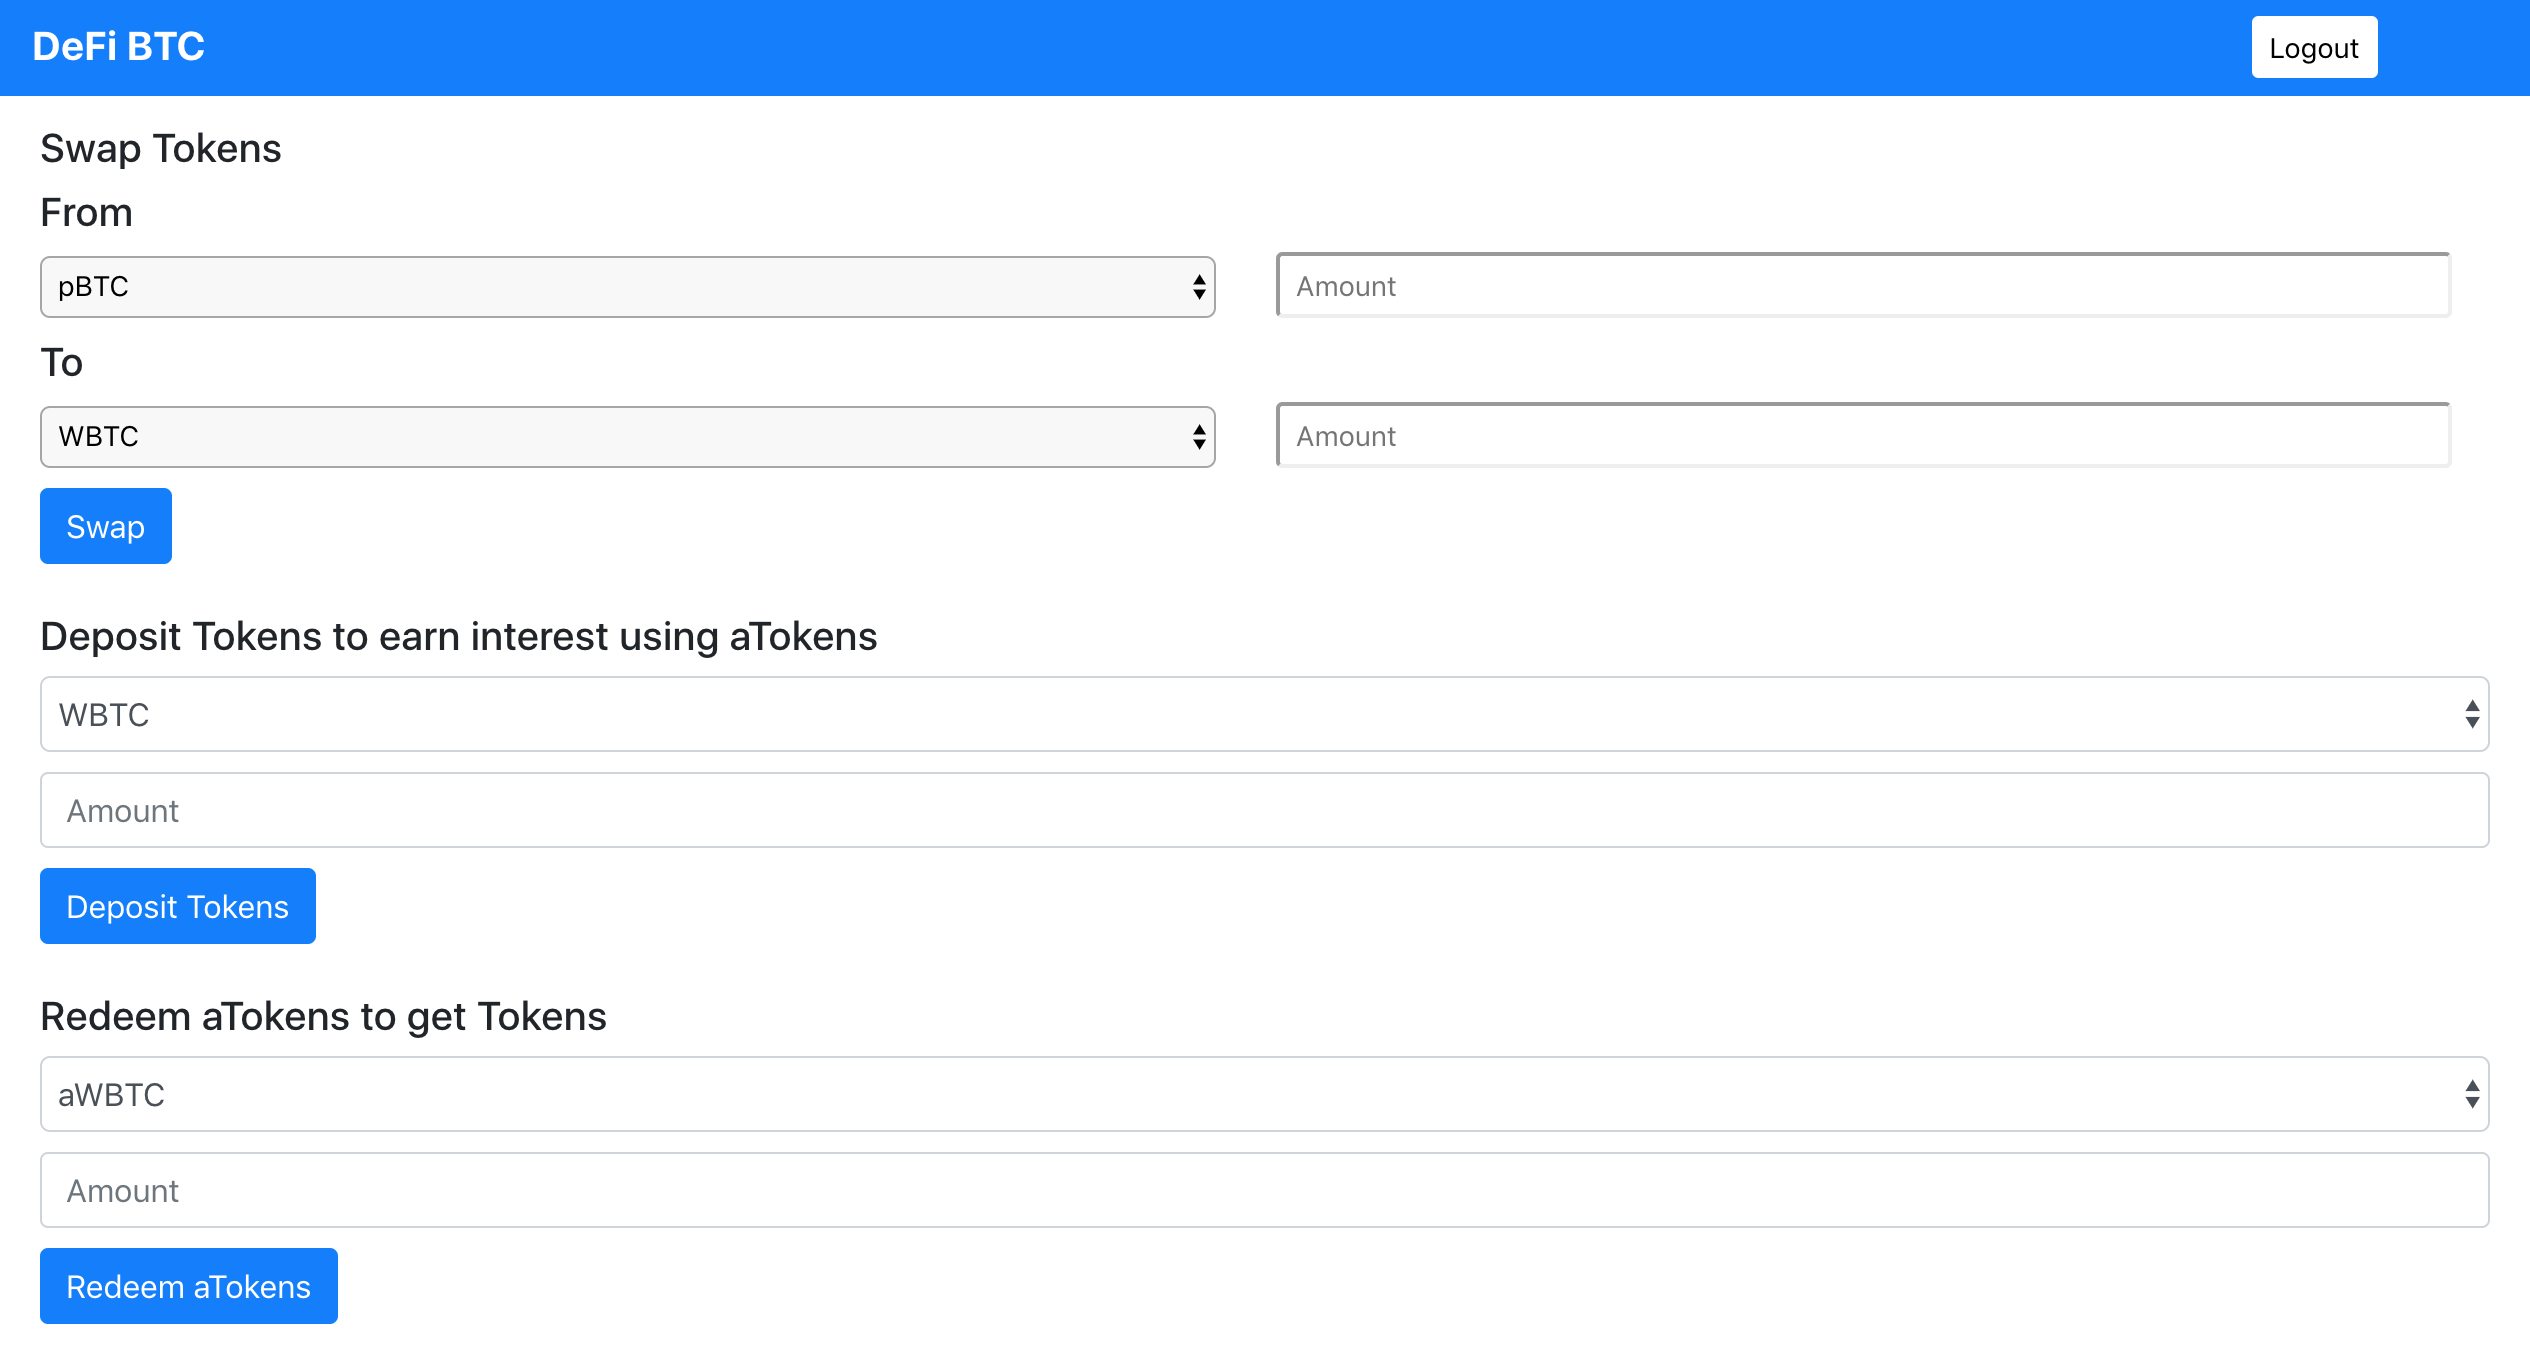 DeFi BTC
Logout
Swap Tokens
From
pBTC
Amount
To
WBTC
Amount
Swap
Deposit Tokens to earn interest using aTokens
WBTC
Amount
Deposit Tokens
Redeem aTokens to get Tokens
aWBTC
Amount
Redeem aTokens